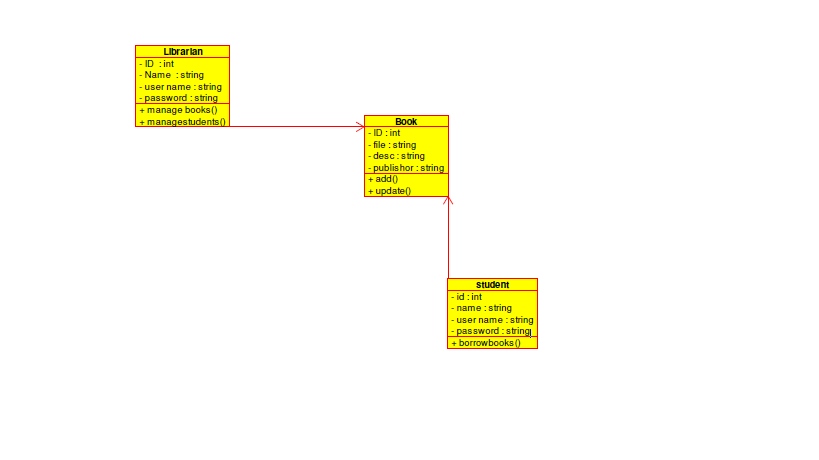 Librarian
- ID : int
- Name : string
- user name : string
- password : string
+ manage books()
+ managestudents()
Book
- ID : int
- file : string
- desc : string
- publishor : string
+ add()
+ update()
student
- id : int
- name : string
- user name : string
- password : string
+ borrowbooks()